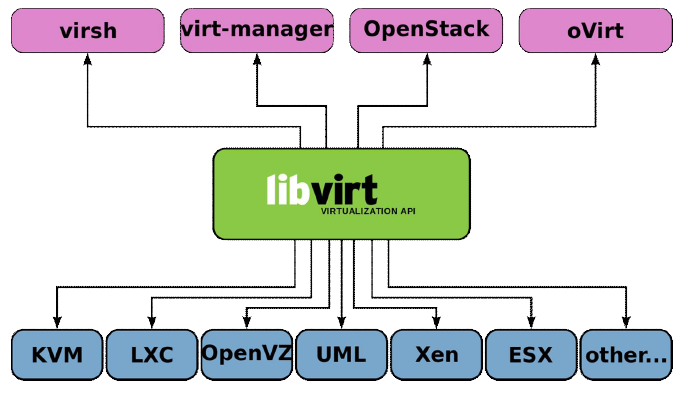 virsh
virt-manager
OpenStack
oVirt
libvirt
VIRTUALIZATION API
KVM
LXC
OpenVZ
UML
Xen
ESX
other...